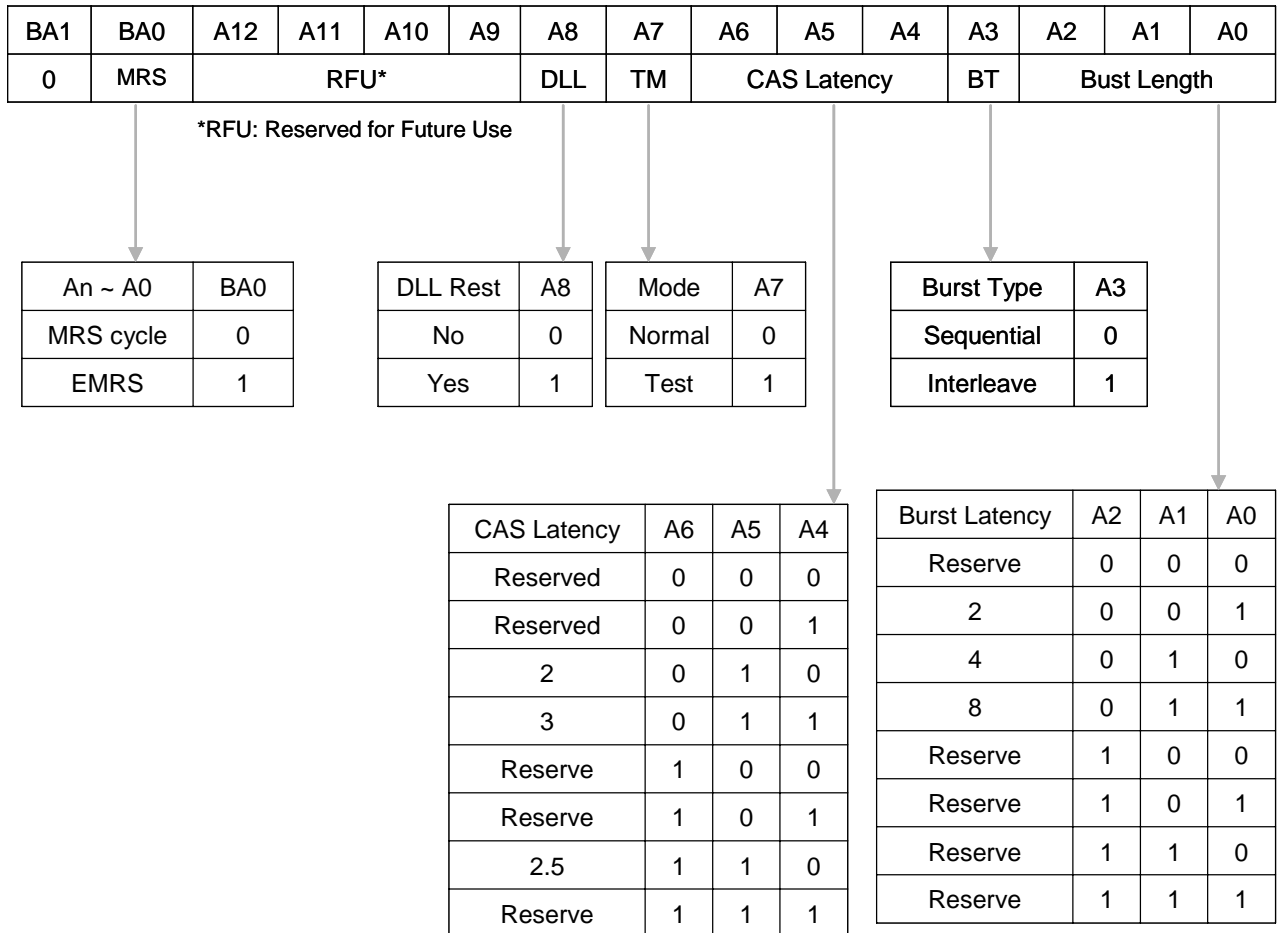 BA1 BA0 A12 A11 A10 A9 A8 A7 A6 A5 A4 A3 A2 A1 A0
0 MRS RFU* DLL TM CAS Latency BT Bust Length
*RFU: Reserved for Future Use
An ~ A0 BA0
MRS cycle 0
EMRS 1
DLL Rest A8
No 0
Yes 1
Mode A7
Normal 0
Test 1
Burst Type A3
Sequential 0
Interleave 1
CAS Latency A6 A5 A4
Reserved 0 0 0
Reserved 0 0 1
2 0 1 0
3 0 1 1
Reserve 1 0 0
Reserve 1 0 1
2.5 1 1 0
Reserve 1 1 1
Burst Latency A2 A1 A0
Reserve 0 0 0
2 0 0 1
4 0 1 0
8 0 1 1
Reserve 1 0 0
Reserve 1 0 1
Reserve 1 1 0
Reserve 1 1 1